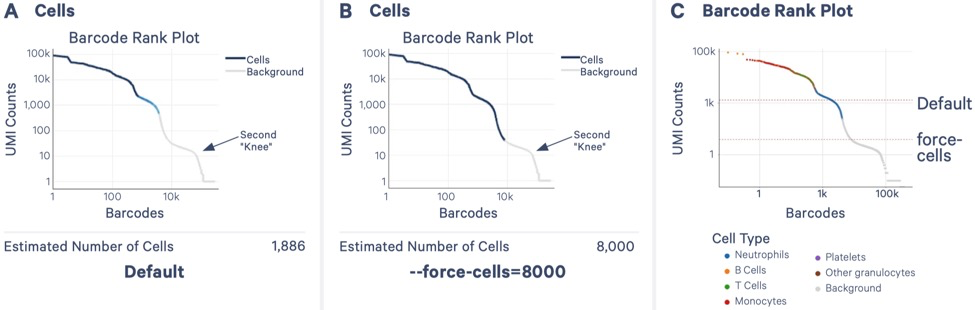 A Cells
Barcode Rank Plot
UMI Counts
100k
10k
1,000
100
10
1
1
100
10k
Barcodes
Cells
Background
Second
"Knee"
Estimated Number of Cells 1,886
Default
B Cells
Barcode Rank Plot
UMI Counts
100k
10k
1,000
100
10
1
1
100
10k
Barcodes
Cells
Background
Second
"Knee"
Estimated Number of Cells 8,000
--force-cells=8000
C Barcode Rank Plot
UMI Counts
100k
1k
1
1
1k
100k
Barcodes
Default
force-
cells
Cell Type
Neutrophils
B Cells
T Cells
Monocytes
Platelets
Other granulocytes
Background